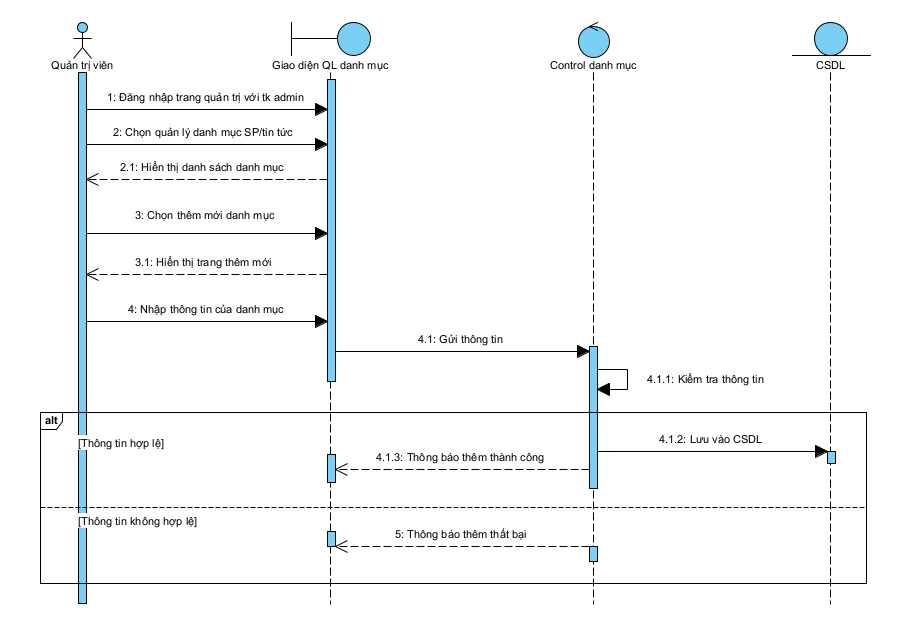 Quản trị viên
Giao diện QL danh mục
Control danh mục
CSDL
1: Đăng nhập trang quản trị với tk admin
2: Chọn quản lý danh mục SP/tin tức
2.1: Hiển thị danh sách danh mục
3: Chọn thêm mới danh mục
3.1: Hiển thị trang thêm mới
4: Nhập thông tin của danh mục
4.1: Gửi thông tin
4.1.1: Kiểm tra thông tin
alt
[Thông tin hợp lệ]
4.1.2: Lưu vào CSDL
4.1.3: Thông báo thêm thành công
[Thông tin không hợp lệ]
5: Thông báo thêm thất bại